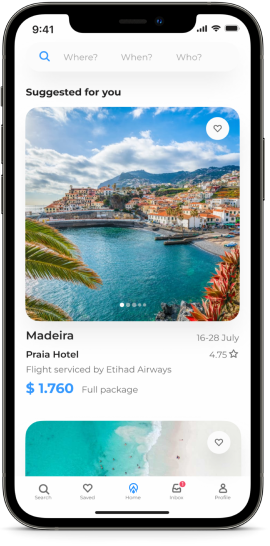 9:41
Where? When? Who?
Suggested for you
Madeira 16-28 July
Praia Hotel 4.75
Flight serviced by Etihad Airways
$ 1.760 Full package
Search Saved Home Inbox Profile